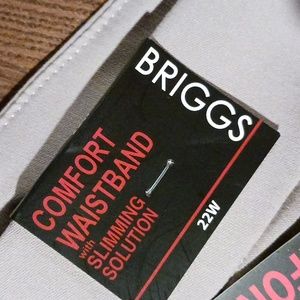 BRIGGS
COMFORT
WAISTBAND
with
SLIMMING
SOLUTION
22W